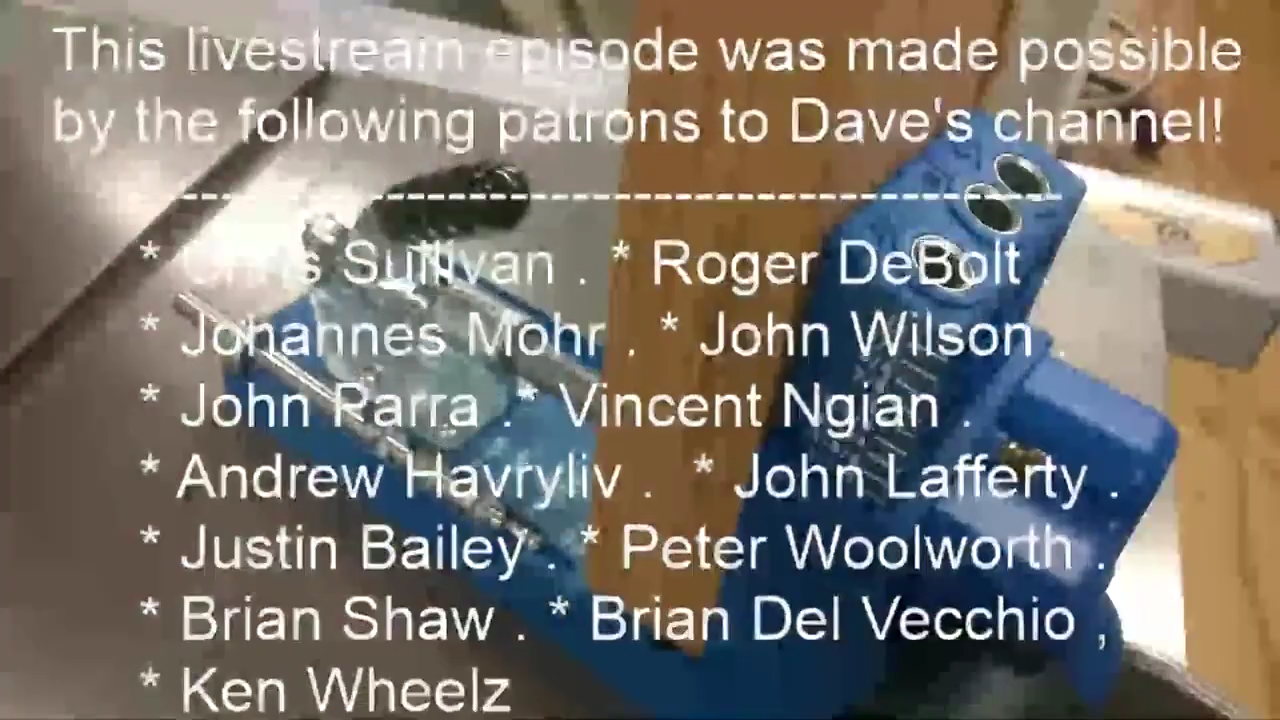 This livestream episode was made possible
by the following patrons to Dave's channel!
--------------------------------------------------
* Chris Sullivan . * Roger DeBolt .
* Johannes Mohr . * John Wilson .
* John Parra . * Vincent Ngian .
* Andrew Havryliv . * John Lafferty .
* Justin Bailey . * Peter Woolworth .
* Brian Shaw . * Brian Del Vecchio ,
* Ken Wheelz